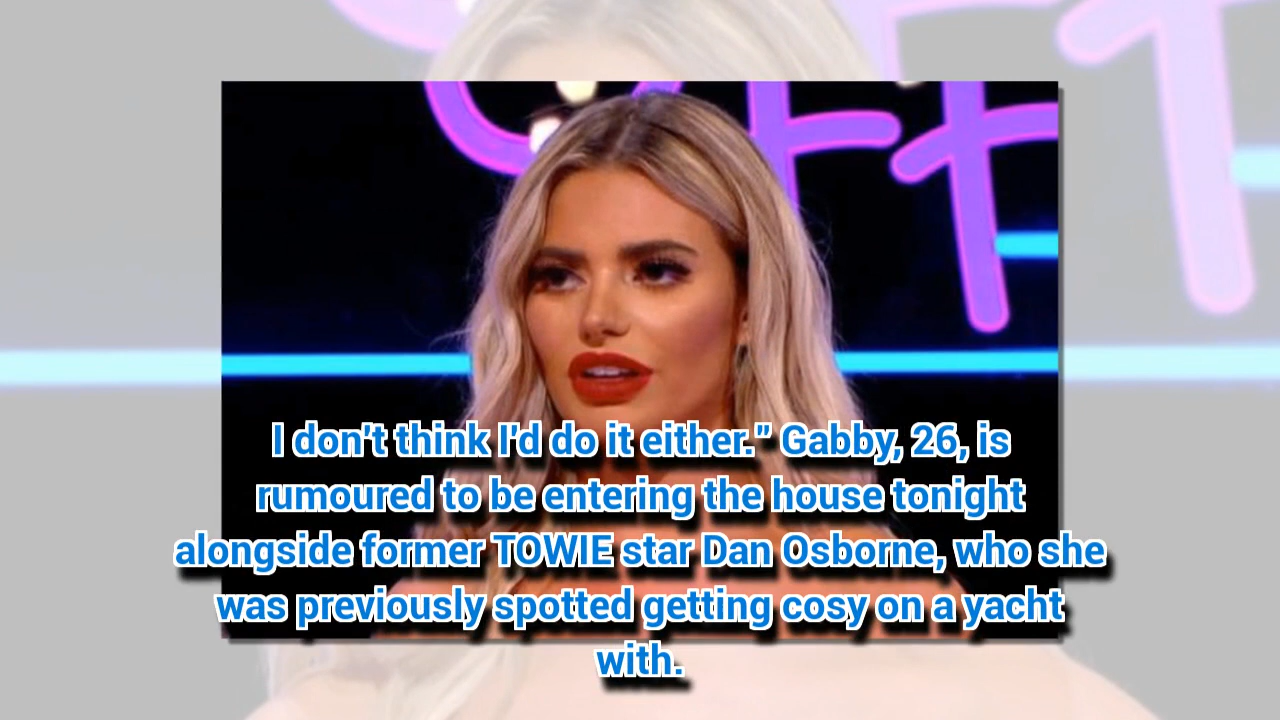 I don't think I'd do it either.” Gabby, 26, is
rumoured to be entering the house tonight
alongside former TOWIE star Dan Osborne, who she
was previously spotted getting cosy on a yacht
with.